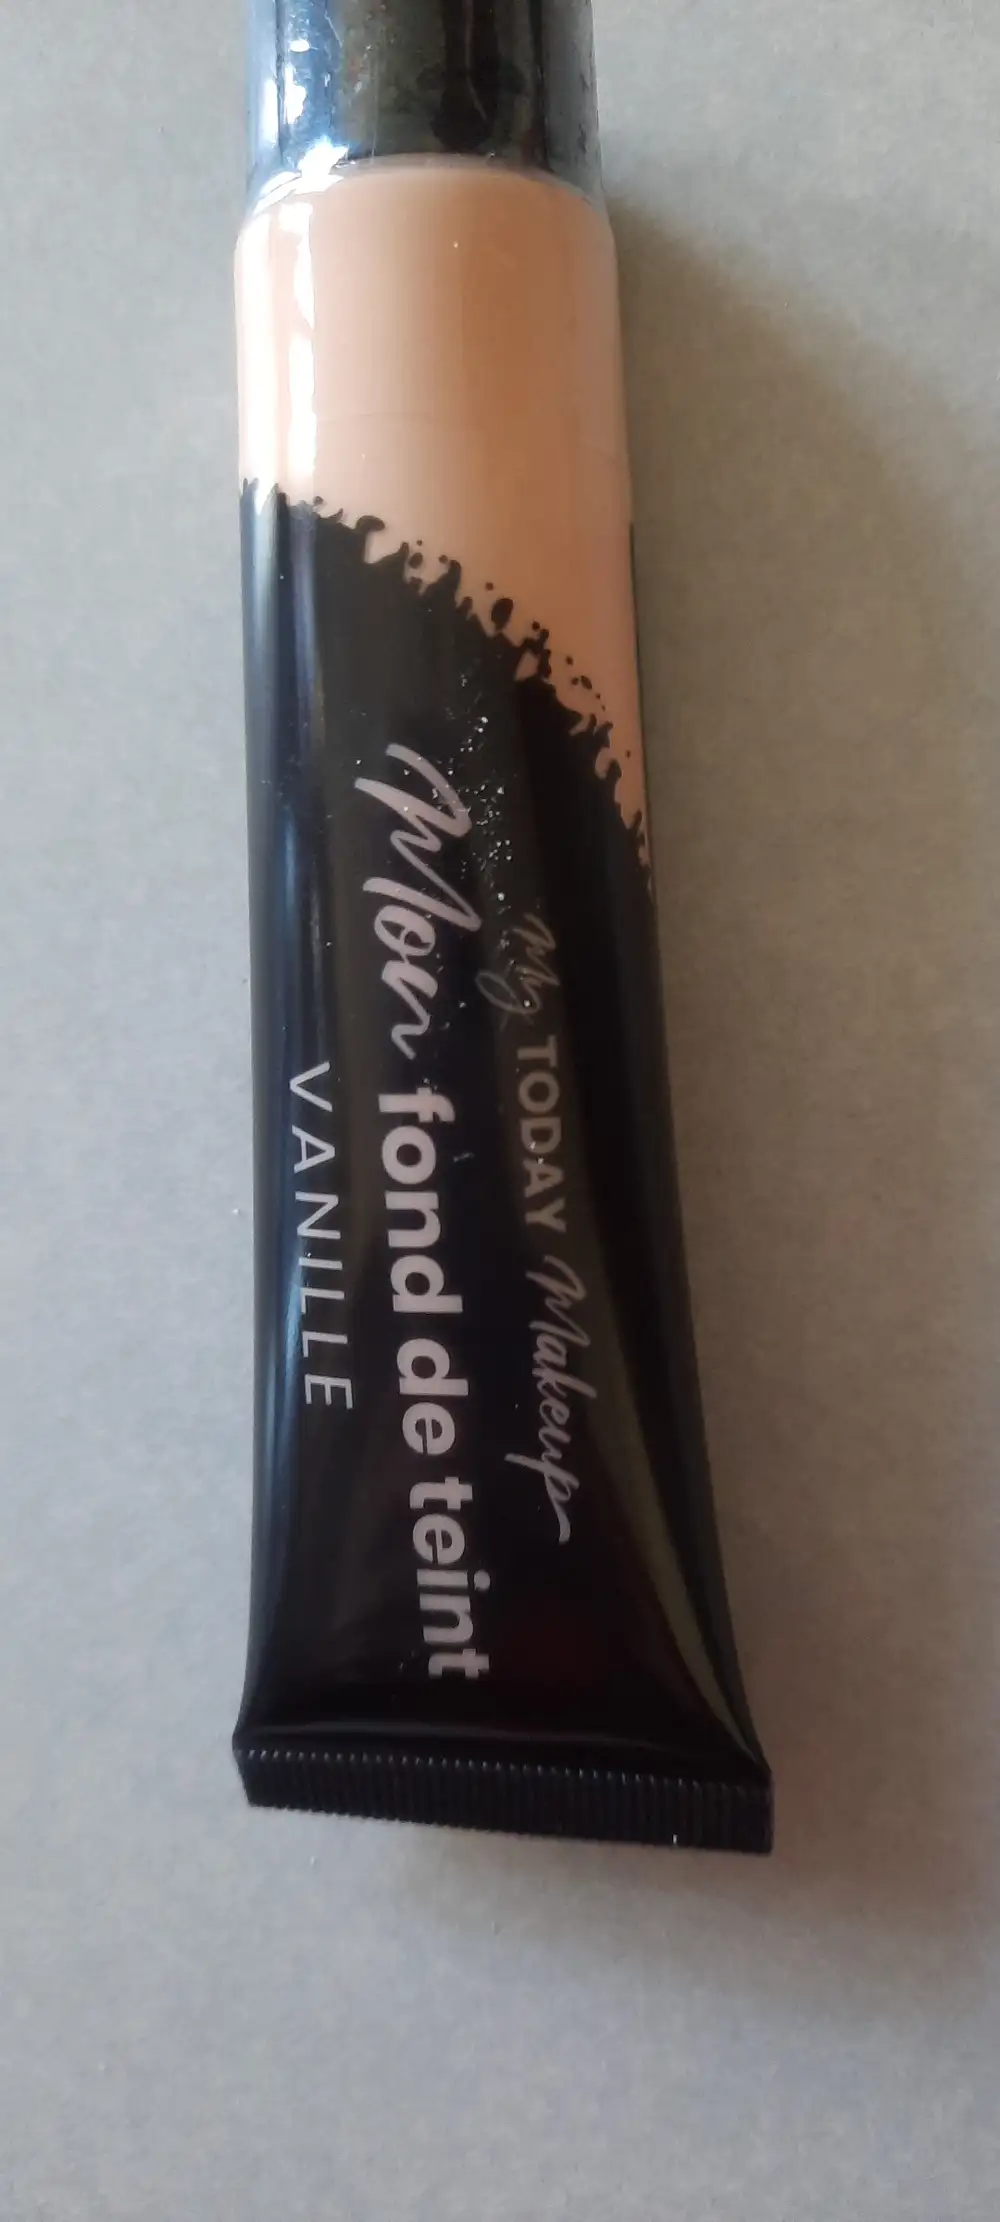 My TODAY Makeup
Mon fond de teint
VANILLE